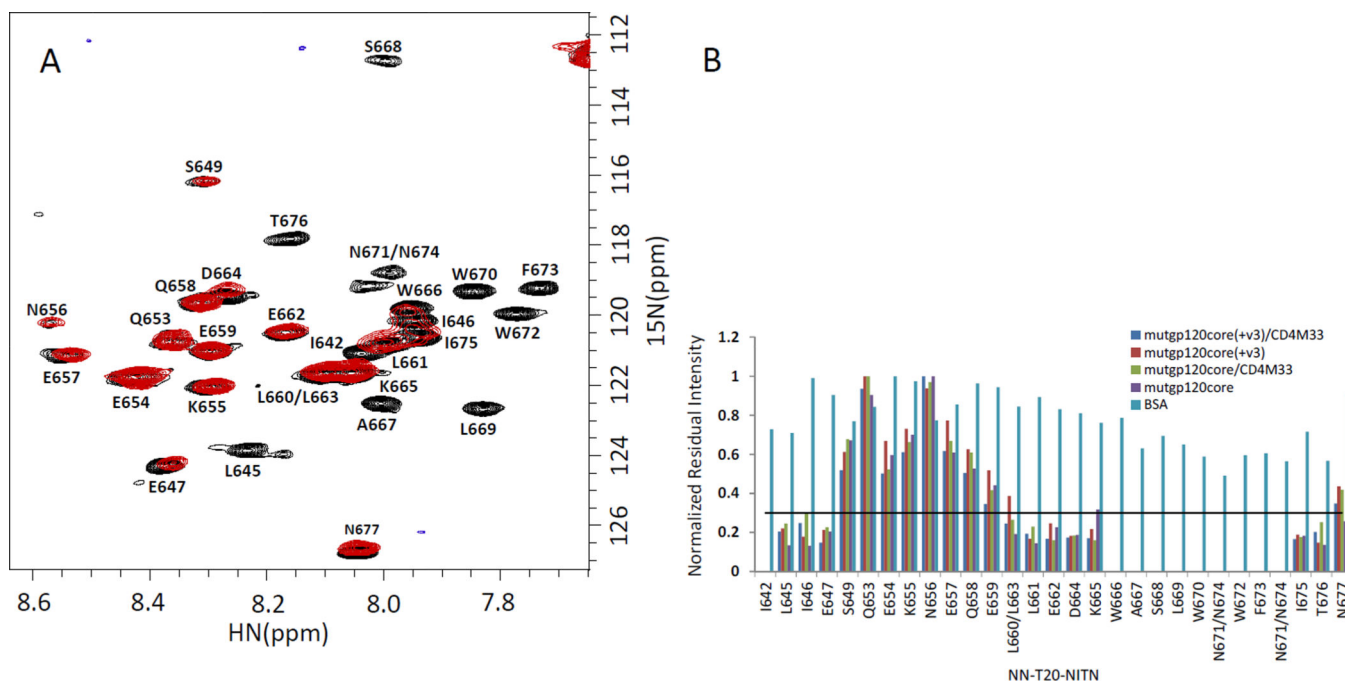 A
S668
S649
T676
N671/N674
Q658
D664
W670
F673
W666
N656
Q653
E659
E662
I642
I646
W672
I675
E657
L661
E654
K655
K665
L660/L663
A667
L669
L645
E647
N677
8.6
8.4
8.2
8.0
7.8
HN(ppm)
112
114
116
118
120
122
124
126
15N(ppm)
B
mutgp120core(+v3)/CD4M33
mutgp120core(+v3)
mutgp120core/CD4M33
mutgp120core
BSA
1.2
1
0.8
0.6
0.4
0.2
0
Normalized Residual Intensity
I642
L645
I646
E647
S649
Q653
E654
K655
N656
E657
Q658
E659
L660/L663
L661
E662
D664
K665
W666
A667
S668
L669
W670
N671/N674
W672
F673
N671/N674
I675
T676
N677
NN-T20-NITN